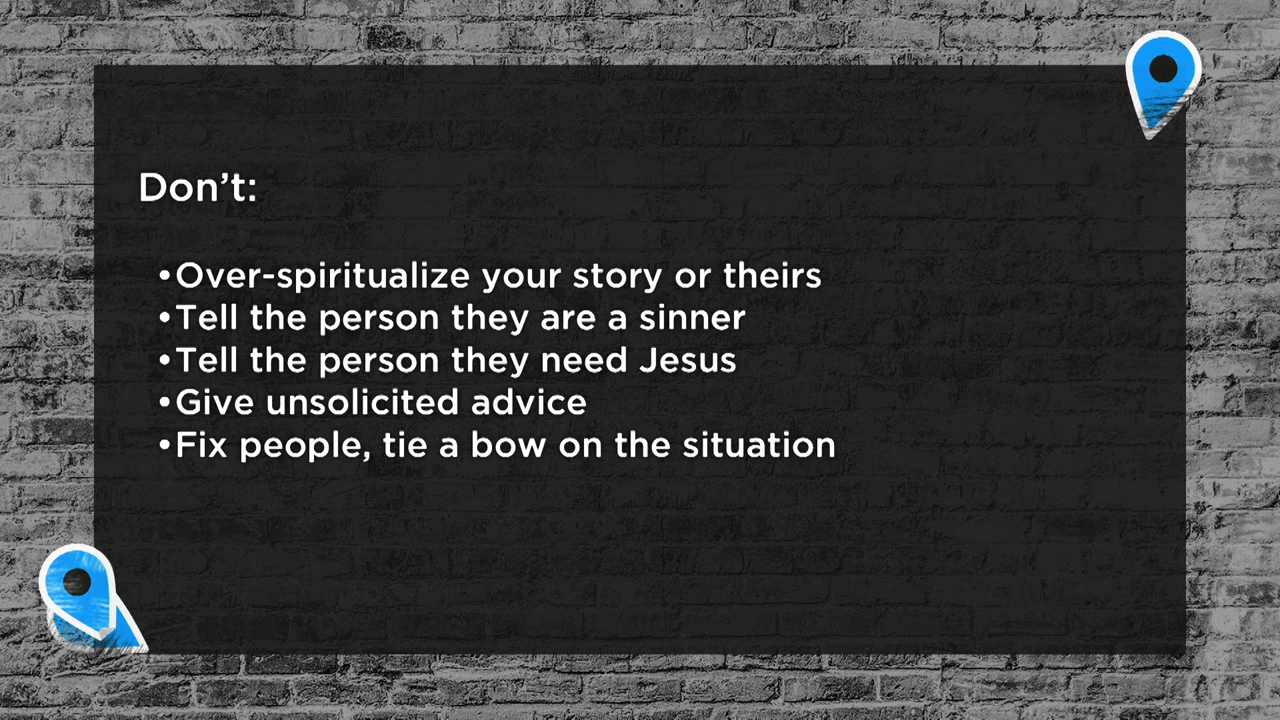 Don’t:
•Over-spiritualize your story or theirs
•Tell the person they are a sinner
•Tell the person they need Jesus
•Give unsolicited advice
•Fix people, tie a bow on the situation